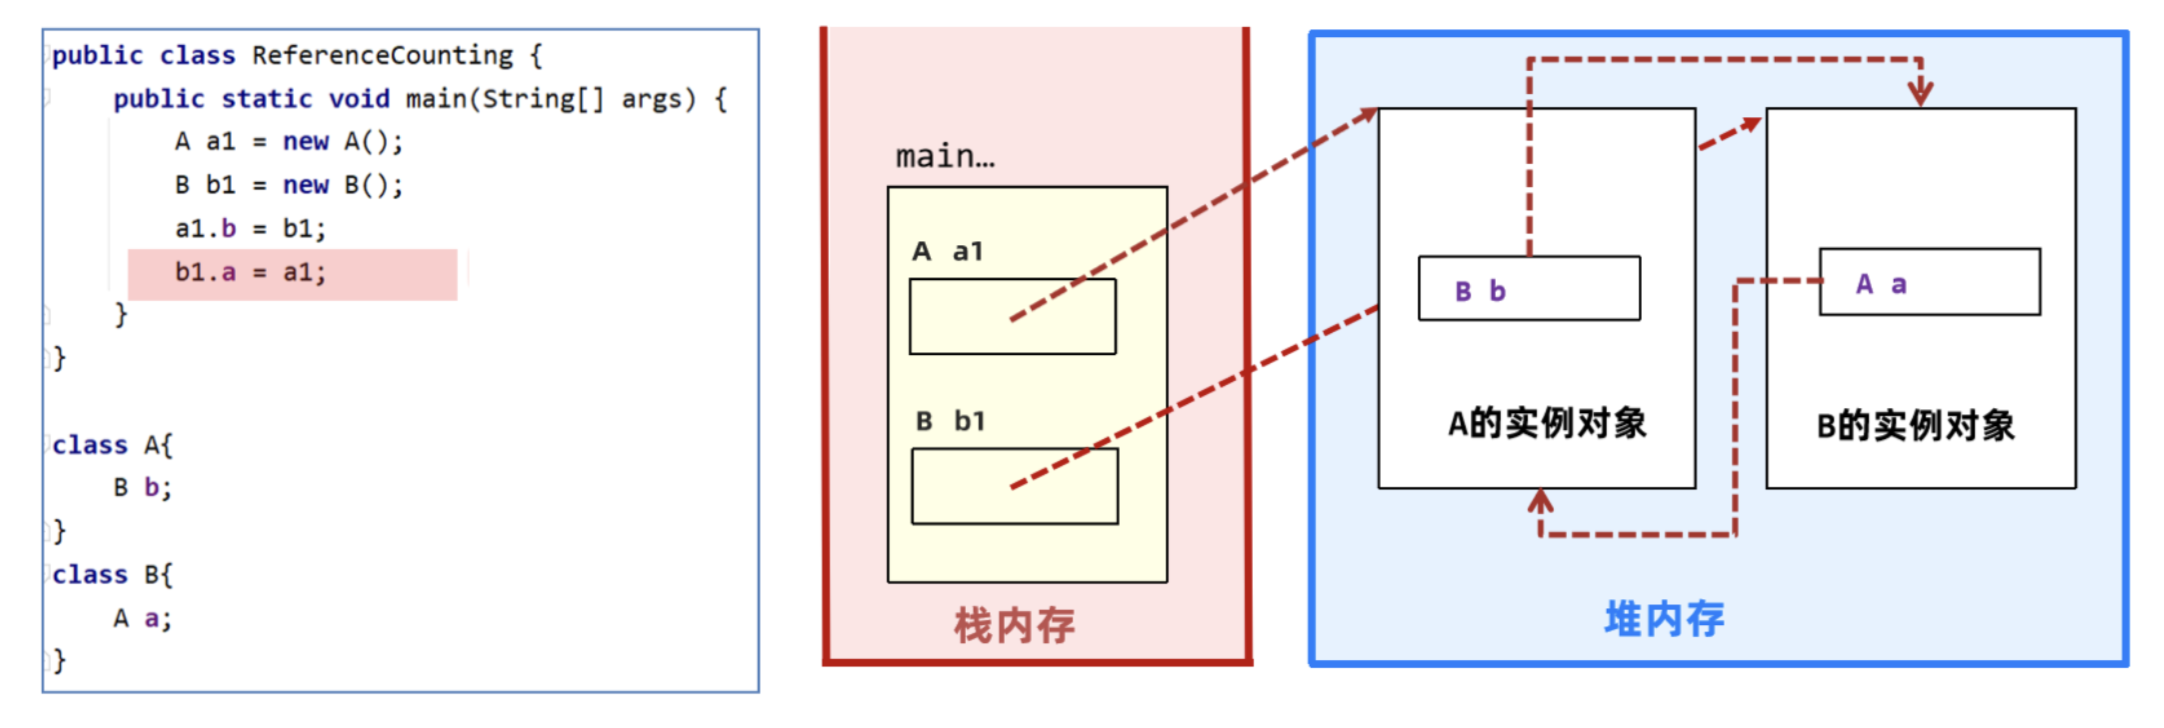 public class ReferenceCounting {
public static void main(String[] args) {
A a1 = new A();
B b1 = new B();
a1.b = b1;
b1.a = a1;
}
}
class A{
B b;
}
class B{
A a;
}
main…
A a1
B b1
栈内存
B b
A的实例对象
A a
B的实例对象
堆内存